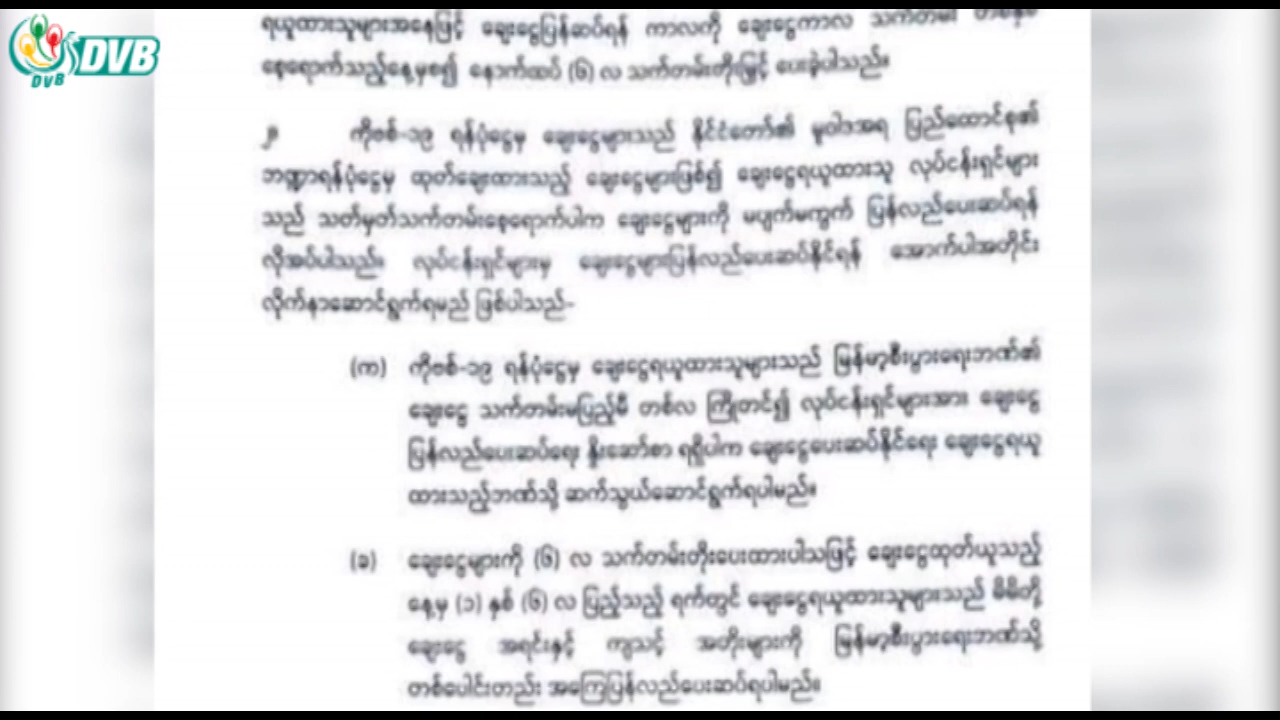 DVB
DVB
ရယူထားသူများအနေဖြင့် ချေးငွေပြန်ဆပ်ရန် ကာလကို ချေးငွေကာလ သက်တမ်း တစ်နှစ်
စေ့ရောက်သည့်နေ့မှစ၍ နောက်ထပ် (၆) လ သက်တမ်းတိုးမြှင့် ပေးခဲ့ပါသည်။
၂။ ကိုဗစ်-၁၉ ရန်ပုံငွေမှ ချေးငွေများသည် နိုင်ငံတော်၏ မူဝါဒအရ ပြည်ထောင်စု၏
ဘဏ္ဍာရန်ပုံငွေမှ ထုတ်ချေးထားသည့် ချေးငွေများဖြစ်၍ ချေးငွေရယူထားသူ လုပ်ငန်းရှင်များ
သည် သတ်မှတ်သက်တမ်းစေ့ရောက်ပါက ချေးငွေများကို မပျက်မကွက် ပြန်လည်ပေးဆပ်ရန်
လိုအပ်ပါသည်။ လုပ်ငန်းရှင်များမှ ချေးငွေများပြန်လည်ပေးဆပ်နိုင်ရန် အောက်ပါအတိုင်း
လိုက်နာဆောင်ရွက်ရမည် ဖြစ်ပါသည်-
(က) ကိုဗစ်-၁၉ ရန်ပုံငွေမှ ချေးငွေရယူထားသူများသည် မြန်မာ့စီးပွားရေးဘဏ်၏
ချေးငွေ သက်တမ်းမပြည့်မီ တစ်လ ကြိုတင်၍ လုပ်ငန်းရှင်များအား ချေးငွေ
ပြန်လည်ပေးဆပ်ရေး နှိုးဆော်စာ ရရှိပါက ချေးငွေပေးဆပ်နိုင်ရေး ချေးငွေရယူ
ထားသည့်ဘဏ်သို့ ဆက်သွယ်ဆောင်ရွက်ရပါမည်။
(ခ) ချေးငွေများကို (၆) လ သက်တမ်းတိုးပေးထားပါသဖြင့် ချေးငွေထုတ်ယူသည့်
နေ့မှ (၁) နှစ် (၆) လ ပြည့်သည့် ရက်တွင် ချေးငွေရယူထားသူများသည် မိမိတို့
ချေးငွေ အရင်းနှင့် ကျသင့် အတိုးများကို မြန်မာ့စီးပွားရေးဘဏ်သို့
တစ်ပေါင်းတည်း အကြေပြန်လည်ပေးဆပ်ရပါမည်။